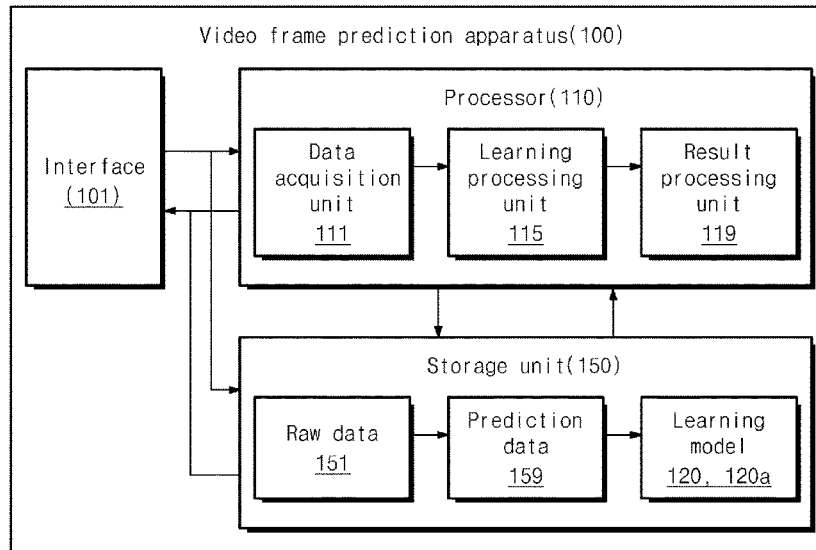 Video frame prediction apparatus(100)
Interface
(101)
Processor(110)
Data
acquisition
unit
111
Learning
processing
unit
115
Result
processing
unit
119
Storage unit(150)
Raw data
151
Prediction
data
159
Learning
model
120, 120a